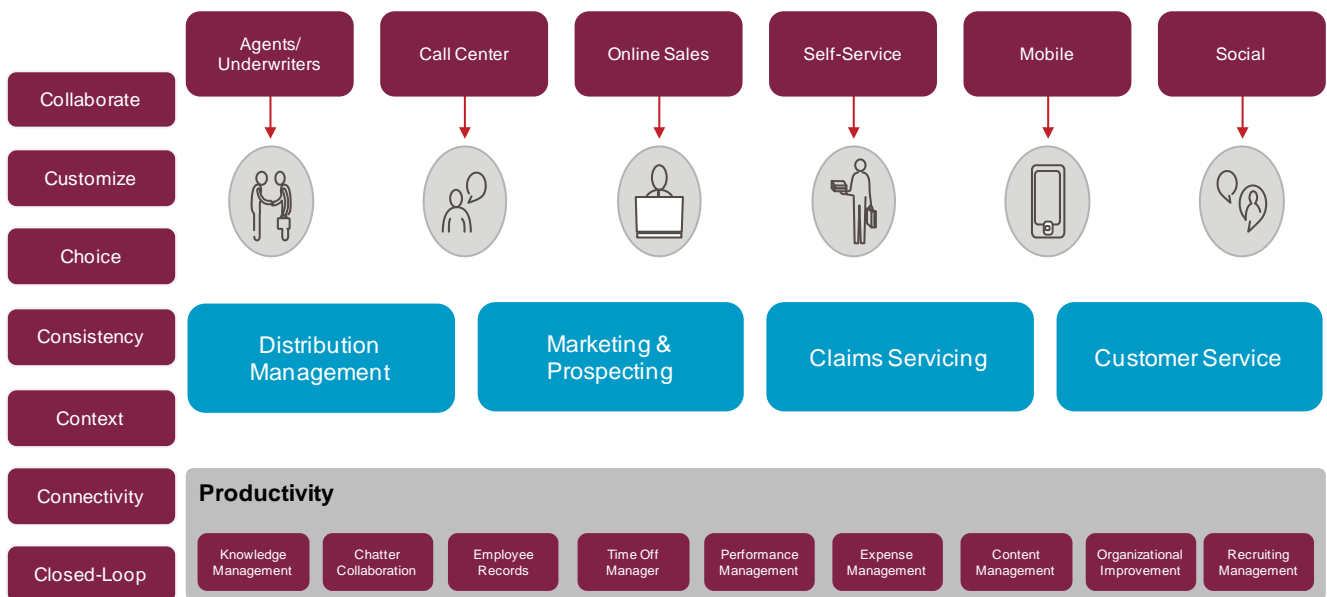 Agents/
Underwriters
Call Center
Online Sales
Self-Service
Mobile
Social
Collaborate
Customize
Choice
Consistency
Context
Connectivity
Closed-Loop
Distribution
Management
Marketing &
Prospecting
Claims Servicing
Customer Service
Productivity
Knowledge
Management
Chatter
Collaboration
Employee
Records
Time Off
Manager
Performance
Management
Expense
Management
Content
Management
Organizational
Improvement
Recruiting
Management